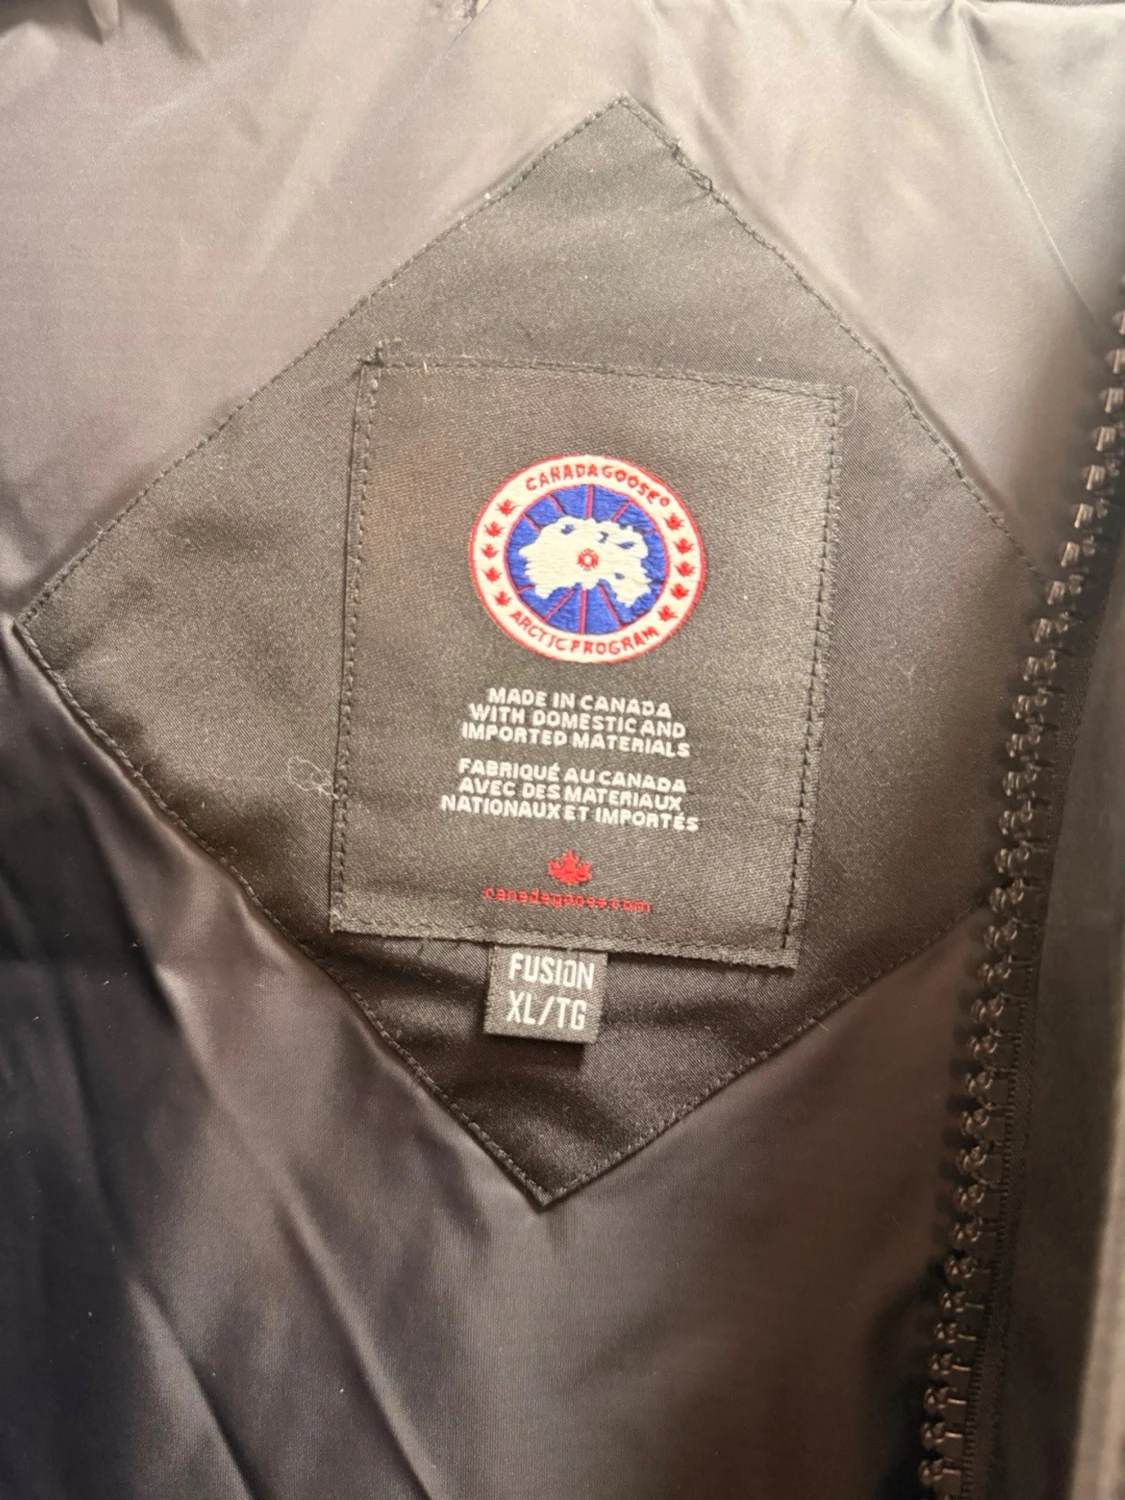 CANADA GOOSE®
ARCTIC PROGRAM
MADE IN CANADA
WITH DOMESTIC AND
IMPORTED MATERIALS
FABRIQUÉ AU CANADA
AVEC DES MATERIAUX
NATIONAUX ET IMPORTÉS
canadagoose.com
FUSION
XL/TG